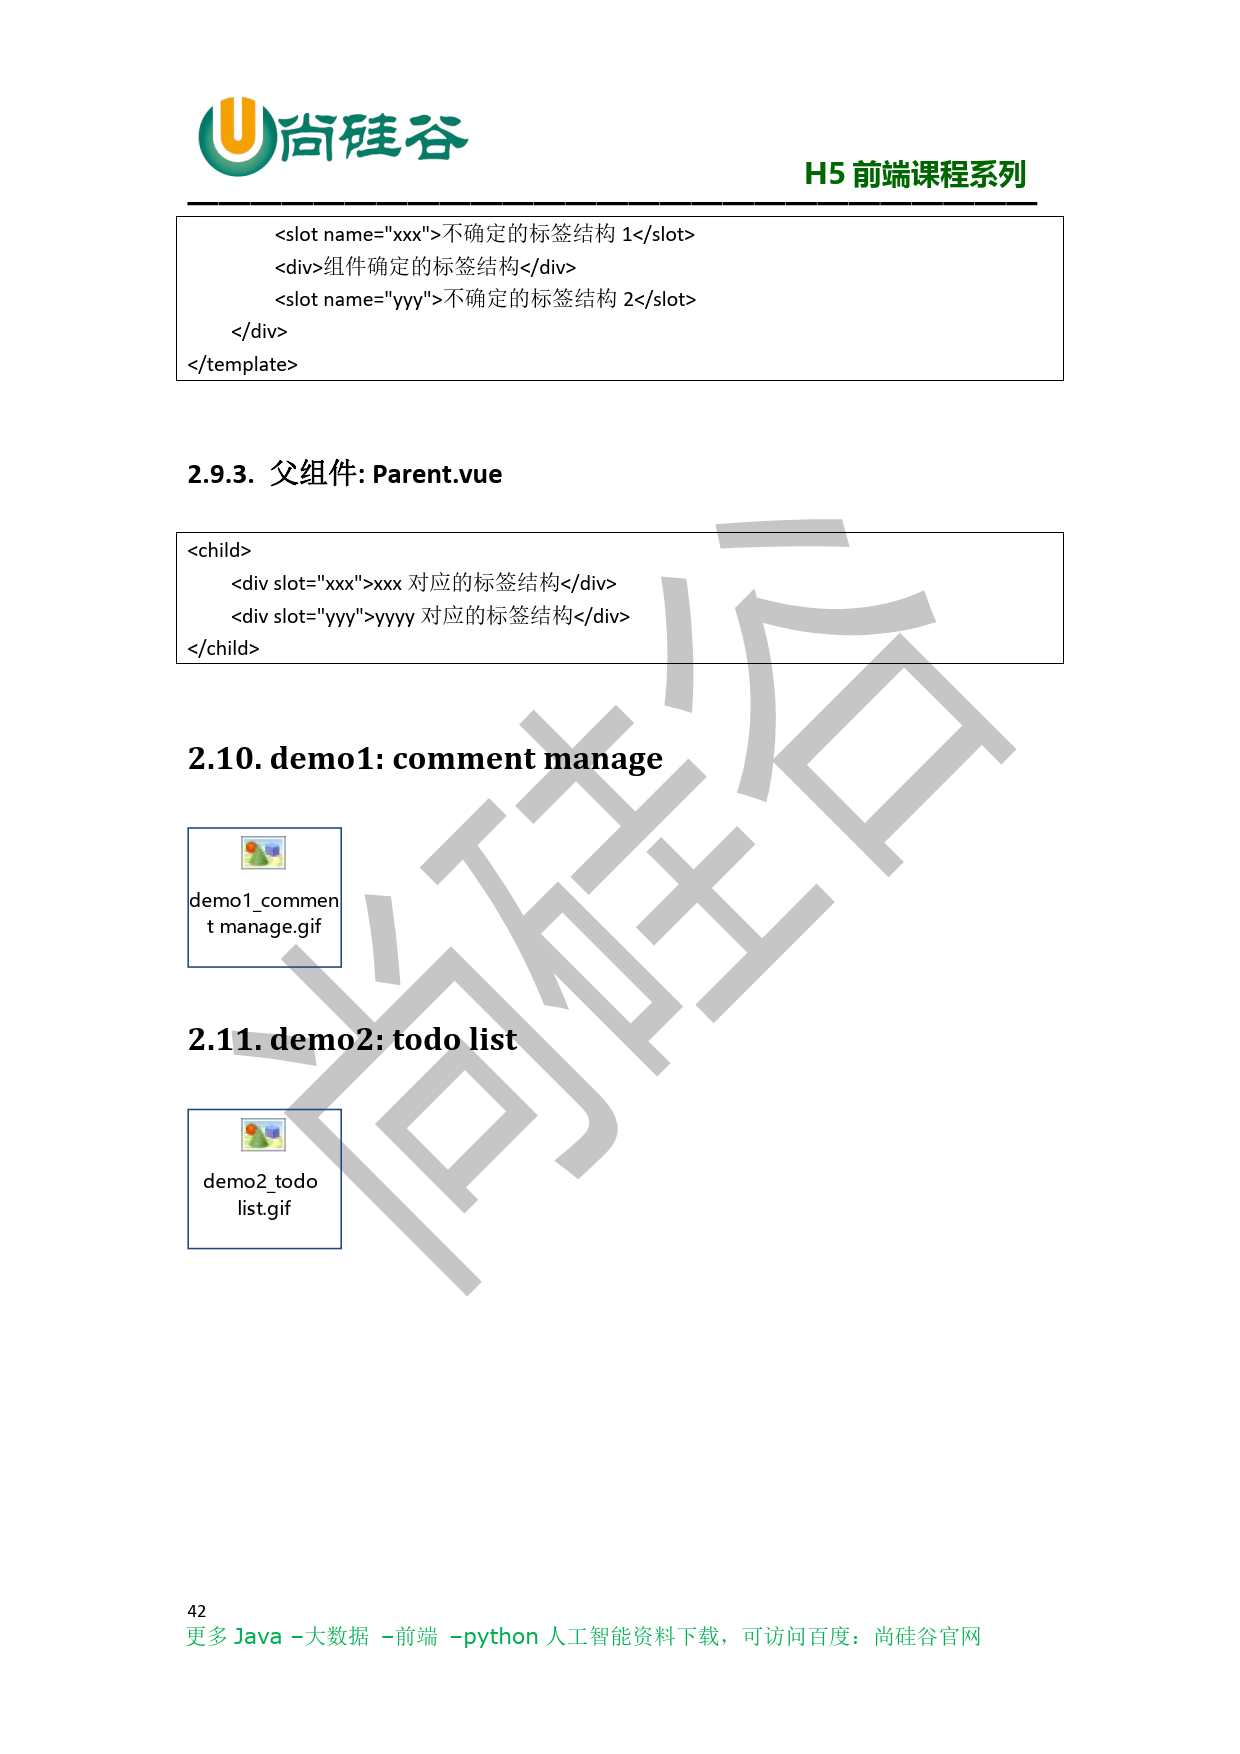 尚硅谷
H5 前端课程系列
<slot name="xxx">不确定的标签结构 1</slot>
<div>组件确定的标签结构</div>
<slot name="yyy">不确定的标签结构 2</slot>
</div>
</template>
2.9.3. 父组件: Parent.vue
<child>
<div slot="xxx">xxx 对应的标签结构</div>
<div slot="yyy">yyyy 对应的标签结构</div>
</child>
2.10. demo1: comment manage
demo1_commen
t manage.gif
2.11. demo2: todo list
demo2_todo
list.gif
尚硅谷
42
更多 Java –大数据 –前端 –python 人工智能资料下载，可访问百度：尚硅谷官网